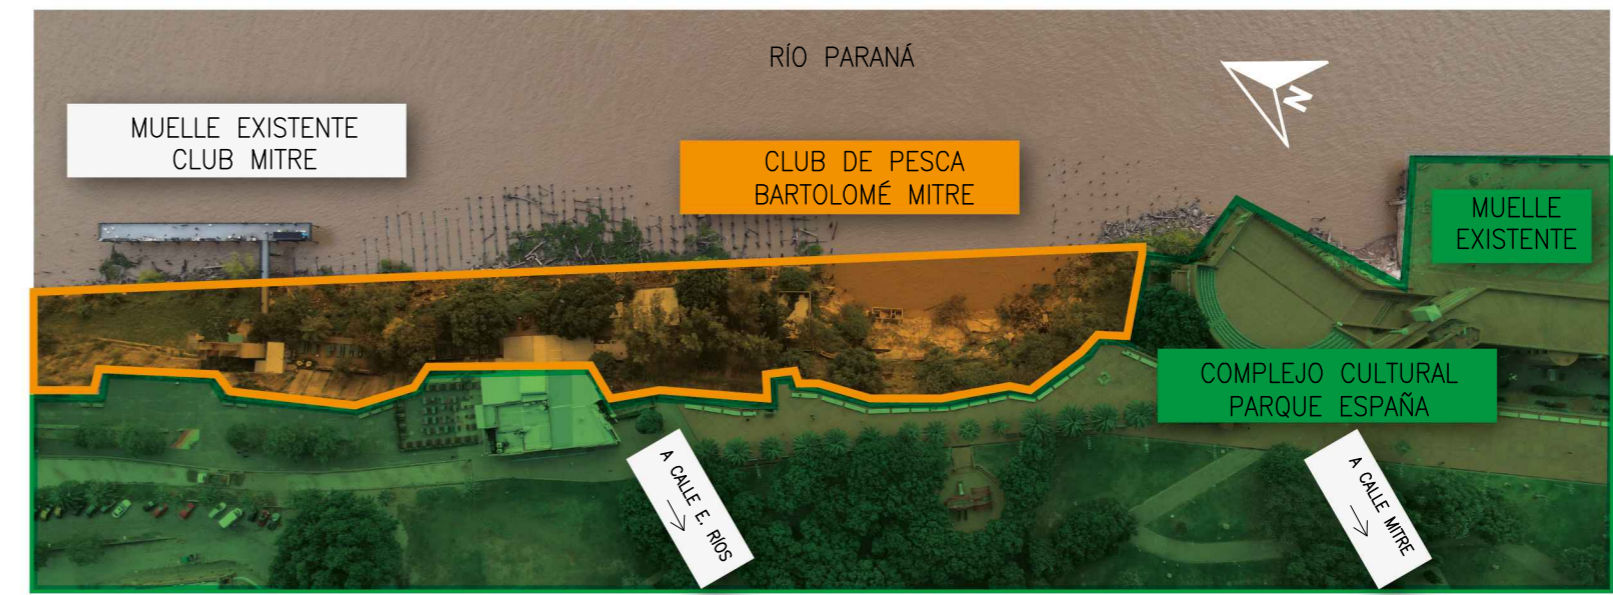 RÍO PARANÁ
N
MUELLE EXISTENTE
CLUB MITRE
CLUB DE PESCA
BARTOLOMÉ MITRE
MUELLE
EXISTENTE
COMPLEJO CULTURAL
PARQUE ESPAÑA
A CALLE E. RÍOS
A CALLE MITRE